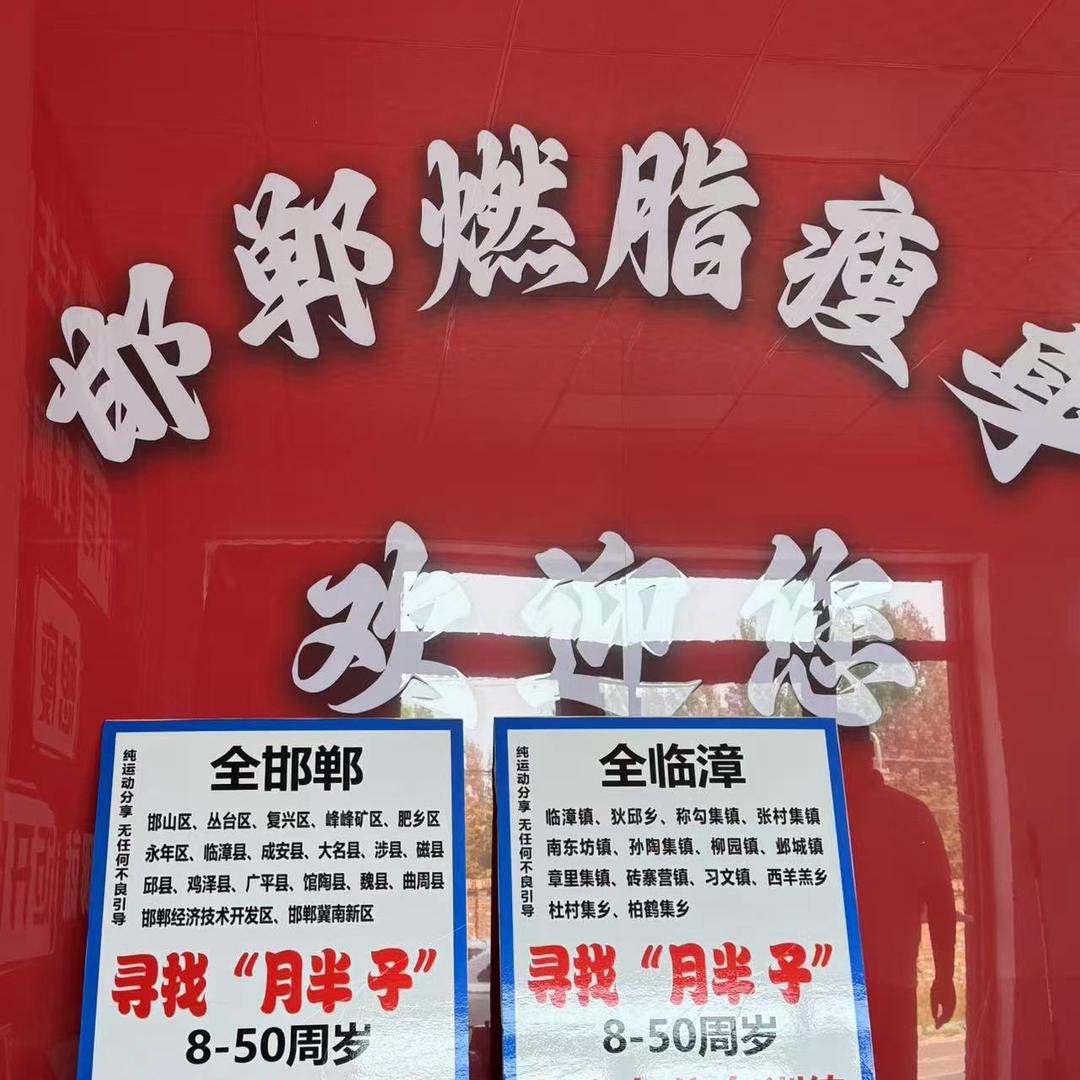 邯郸燃脂瘦身
欢迎您
纯运动分享 无任何不良引导
全邯郸
邯山区、丛台区、复兴区、峰峰矿区、肥乡区
永年区、临漳县、成安县、大名县、涉县、磁县
邱县、鸡泽县、广平县、馆陶县、魏县、曲周县
邯郸经济技术开发区、邯郸冀南新区
寻找“月半子”
8-50周岁
纯运动分享 无任何不良引导
全临漳
临漳镇、狄邱乡、称勾集镇、张村集镇
南东坊镇、孙陶集镇、柳园镇、邺城镇
章里集镇、砖寨营镇、习文镇、西羊羔乡
杜村集乡、柏鹤集乡
寻找“月半子”
8-50周岁